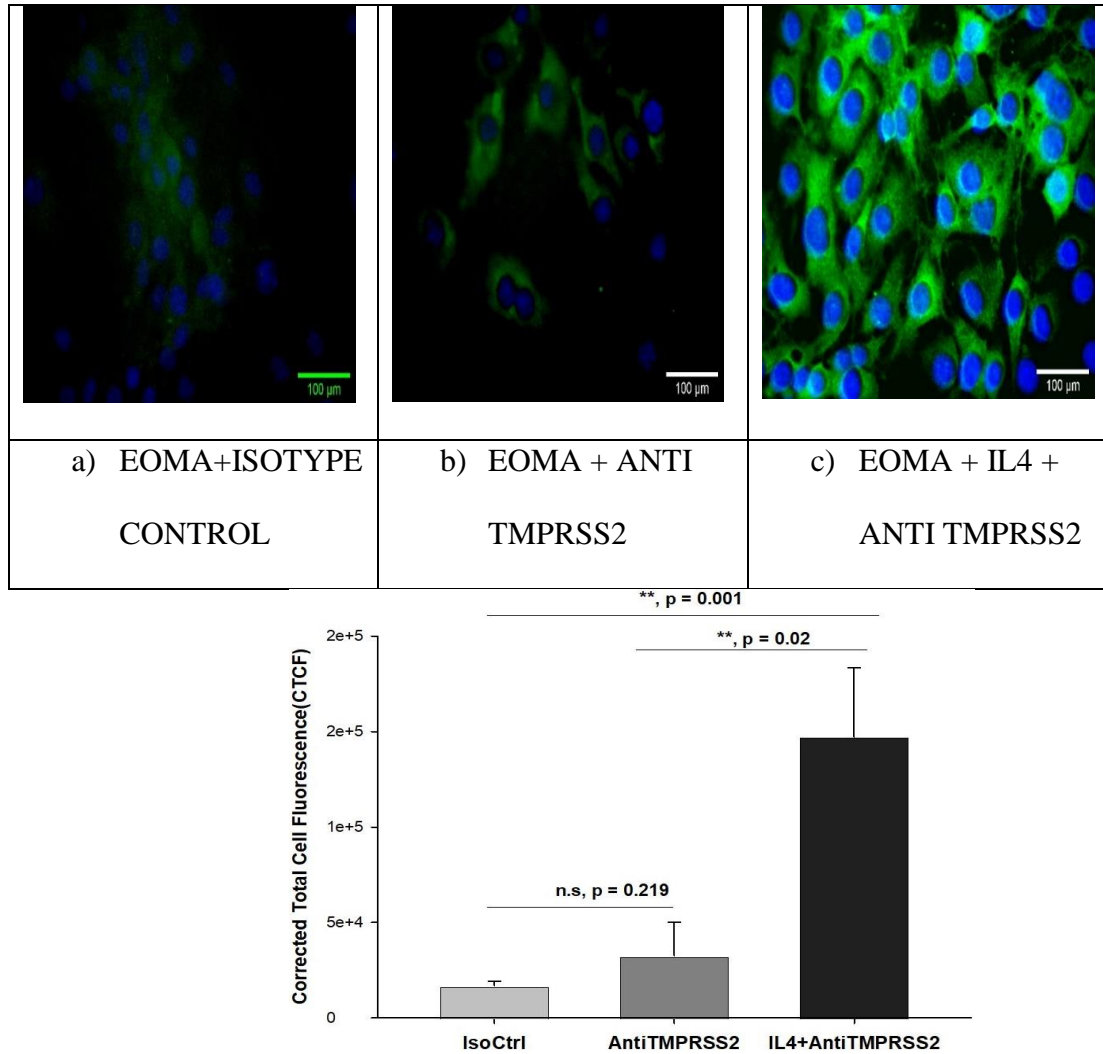 100 µm
100 µm
100 µm
a) EOMA+ISOTYPE
CONTROL
b) EOMA + ANTI
TMPRSS2
c) EOMA + IL4 +
ANTI TMPRSS2
**, p = 0.001
**, p = 0.02
n.s, p = 0.219
Corrected Total Cell Fluorescence(CTCF)
2e+5
2e+5
1e+5
5e+4
0
IsoCtrl
AntiTMPRSS2
IL4+AntiTMPRSS2